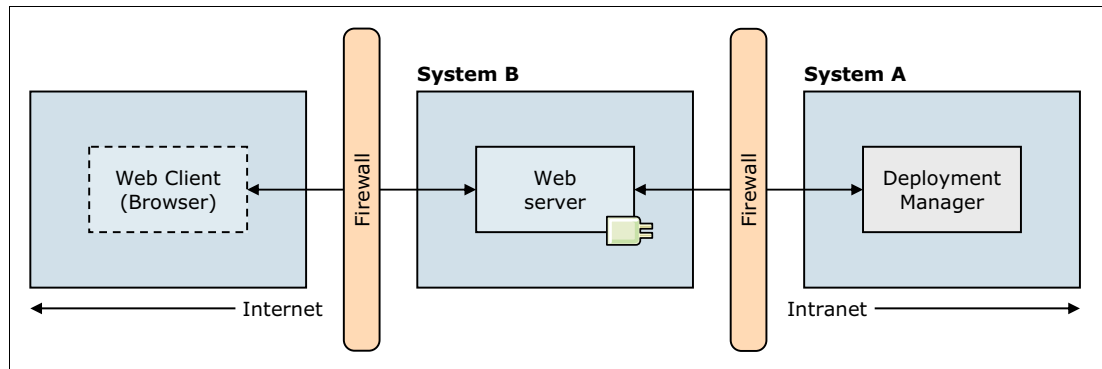 System B
System A
Web Client
(Browser)
Firewall
Web
server
Firewall
Deployment
Manager
Internet
Intranet